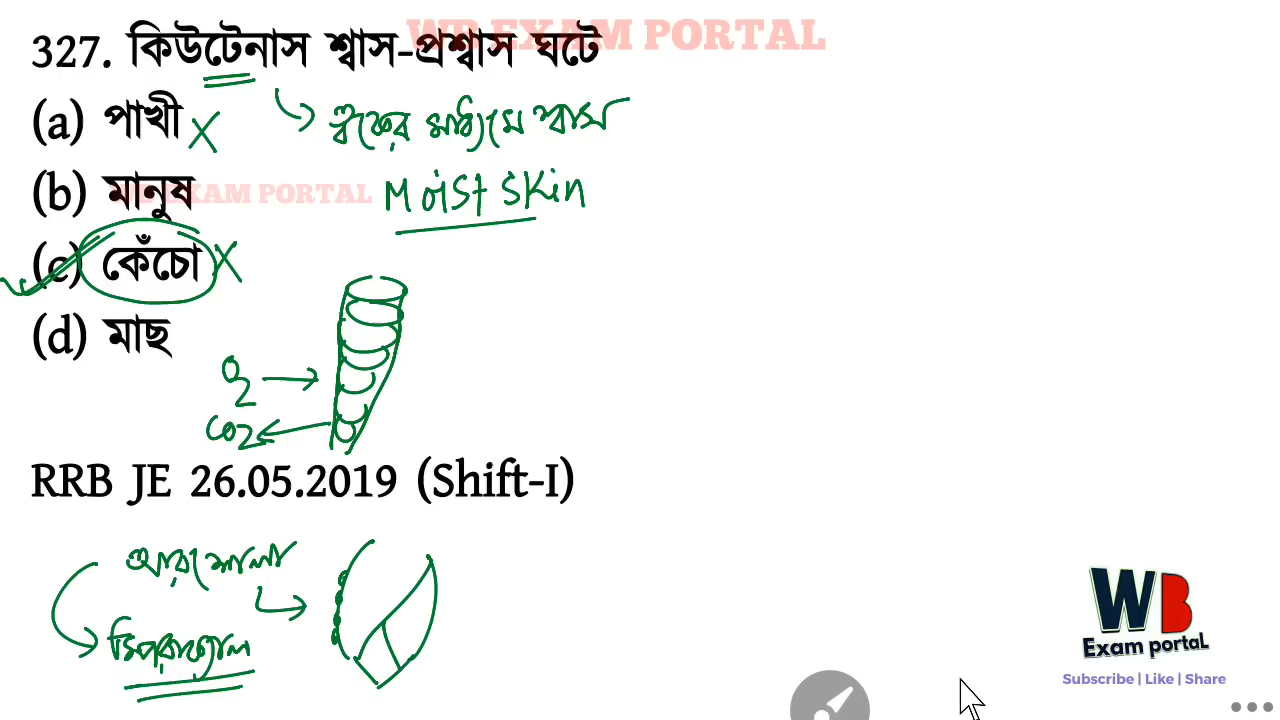 WB EXAM PORTAL
327. কিউটেনাস শ্বাস-প্রশ্বাস ঘটে
(a) পাখী X
ত্বকের মাধ্যমে শ্বাস
(b) মানুষ
WB EXAM PORTAL
Moist skin
(c) কেঁচো X
(d) মাছ
O2
CO2
RRB JE 26.05.2019 (Shift-I)
আরশোলা
স্পিরাক্যাল
WB
Exam portal
Subscribe | Like | Share